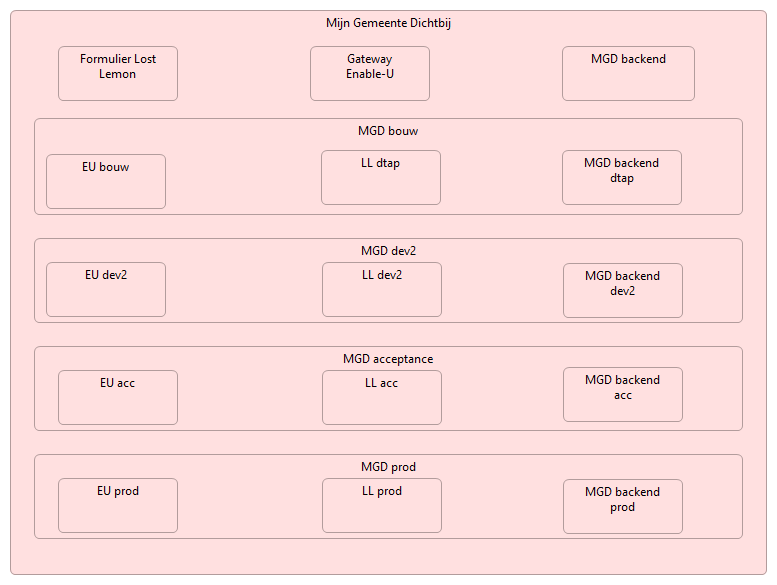 Mijn Gemeente Dichtbij
Formulier Lost
Lemon
Gateway
Enable-U
MGD backend
MGD bouw
EU bouw
LL dtap
MGD backend
dtap
MGD dev2
EU dev2
LL dev2
MGD backend
dev2
MGD acceptance
EU acc
LL acc
MGD backend
acc
MGD prod
EU prod
LL prod
MGD backend
prod